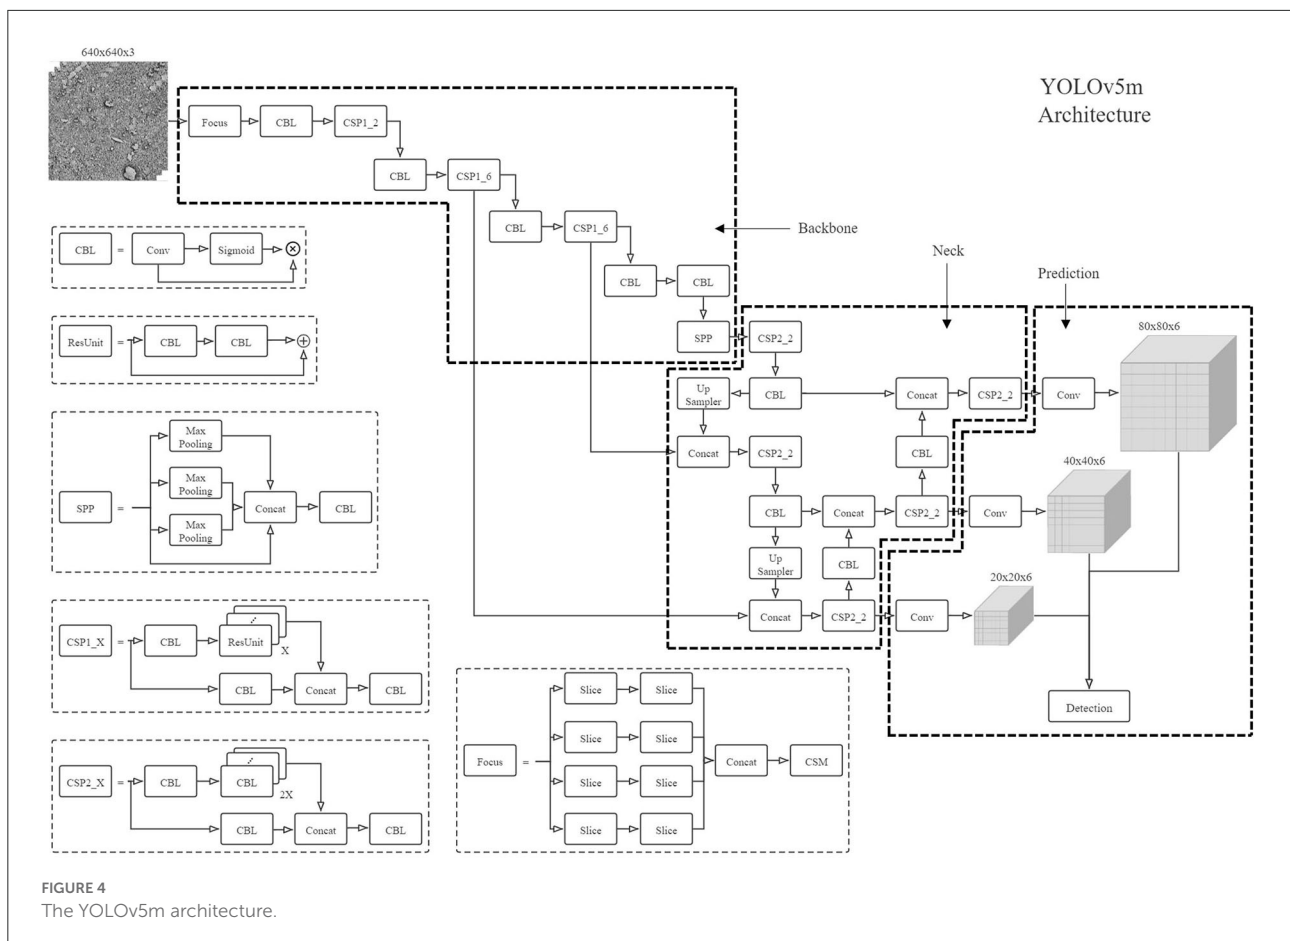 640x640x3
YOLOv5m
Architecture
Focus
CBL
CSP1_2
CBL
CSP1_6
CBL
CSP1_6
Backbone
CBL
CBL
SPP
Neck
Prediction
CSP2_2
80x80x6
Up
Sampler
CBL
Concat
CSP2_2
Conv
Concat
CSP2_2
CBL
40x40x6
CBL
Concat
CSP2_2
Conv
Up
Sampler
CBL
20x20x6
Concat
CSP2_2
Conv
Detection
CBL
=
Conv
Sigmoid
ResUnit
=
CBL
CBL
SPP
=
Max
Pooling
Max
Pooling
Max
Pooling
Concat
CBL
CSP1_X
=
CBL
ResUnit
X
CBL
Concat
CBL
CSP2_X
=
CBL
CBL
2X
CBL
Concat
CBL
Focus
=
Slice
Slice
Slice
Slice
Slice
Slice
Slice
Slice
Concat
CSM
FIGURE 4
The YOLOv5m architecture.